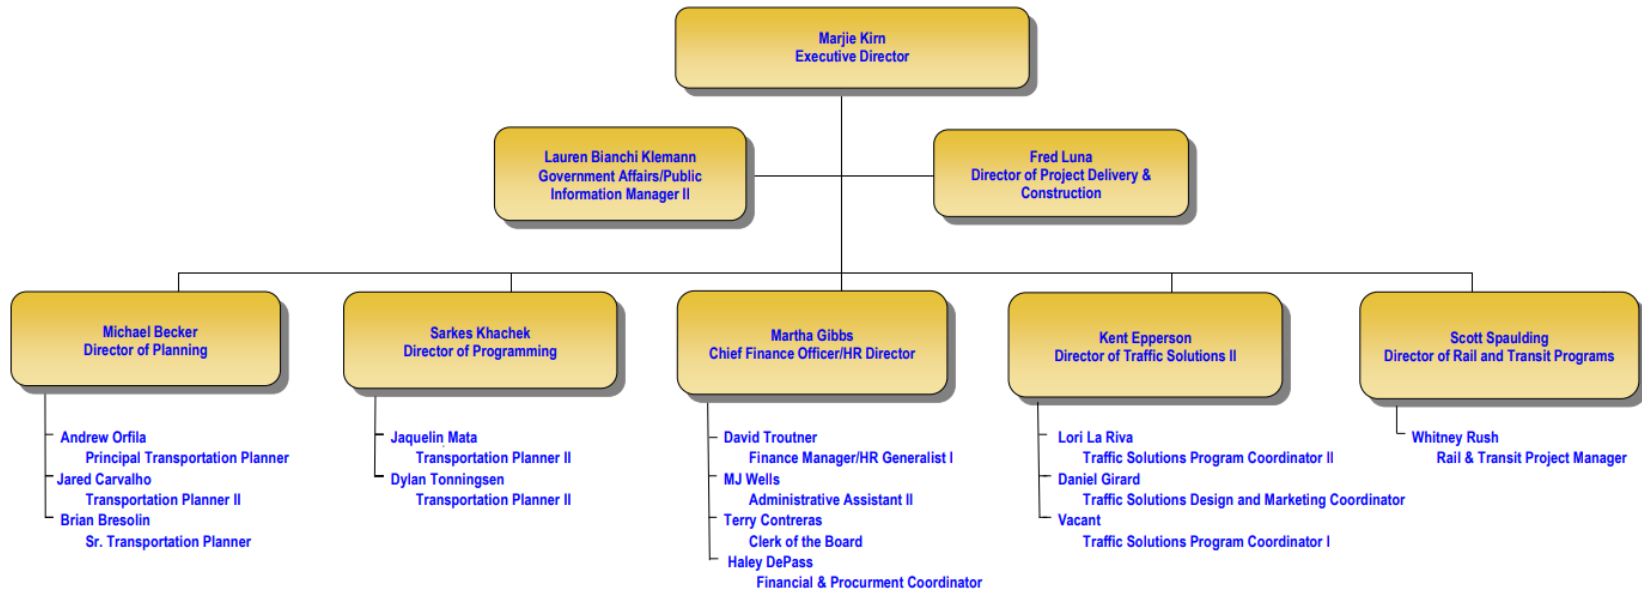 Marjie Kirn
Executive Director
Lauren Bianchi Klemann
Government Affairs/Public
Information Manager II
Fred Luna
Director of Project Delivery &
Construction
Michael Becker
Director of Planning
Sarkes Khachek
Director of Programming
Martha Gibbs
Chief Finance Officer/HR Director
Kent Epperson
Director of Traffic Solutions II
Scott Spaulding
Director of Rail and Transit Programs
Andrew Orfila
Principal Transportation Planner
Jared Carvalho
Transportation Planner II
Brian Bresolin
Sr. Transportation Planner
Jaquelin Mata
Transportation Planner II
Dylan Tonningsen
Transportation Planner II
David Troutner
Finance Manager/HR Generalist I
MJ Wells
Administrative Assistant II
Terry Contreras
Clerk of the Board
Haley DePass
Financial & Procurment Coordinator
Lori La Riva
Traffic Solutions Program Coordinator II
Daniel Girard
Traffic Solutions Design and Marketing Coordinator
Vacant
Traffic Solutions Program Coordinator I
Whitney Rush
Rail & Transit Project Manager